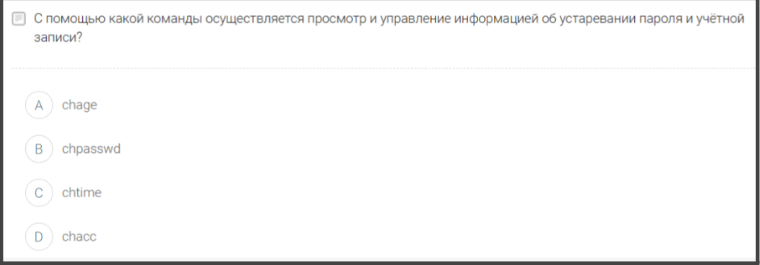 С помощью какой команды осуществляется просмотр и управление информацией об устаревании пароля и учётной
записи?
A chage
B chpasswd
C chtime
D chacc